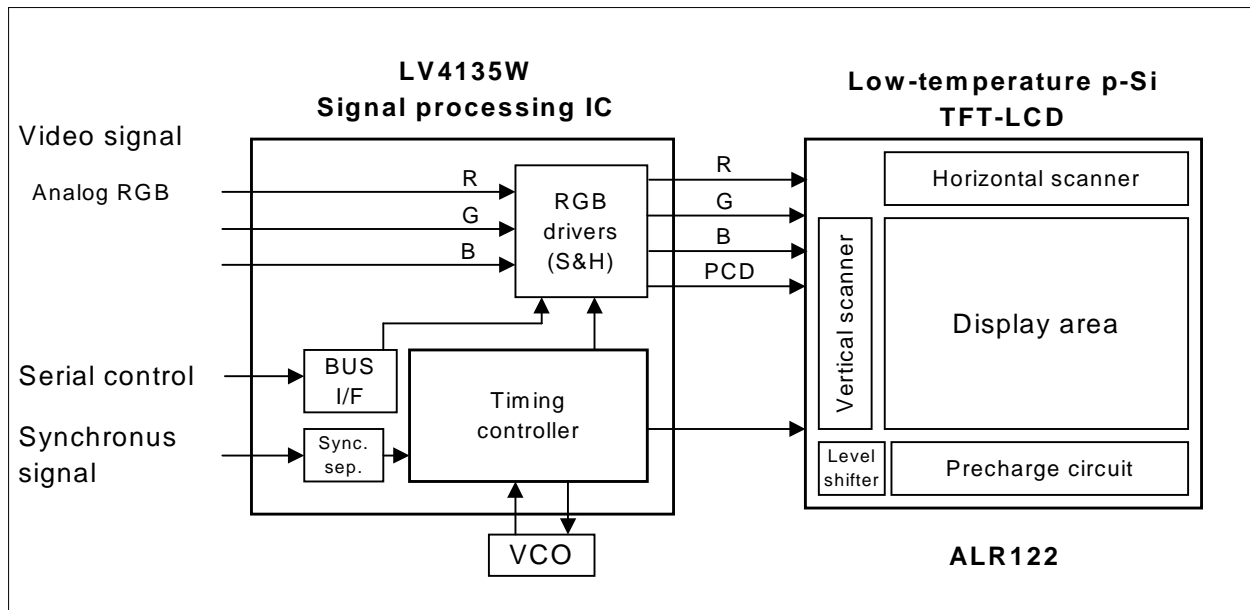 LV4135W
Signal processing IC
Low-temperature p-Si
TFT-LCD
Video signal
Analog RGB
R
G
B
RGB
drivers
(S&H)
R
G
B
PCD
Horizontal scanner
Vertical scanner
Display area
Serial control
BUS
I/F
Timing
controller
Synchronus
signal
Sync.
sep.
Level
shifter
Precharge circuit
VCO
ALR122